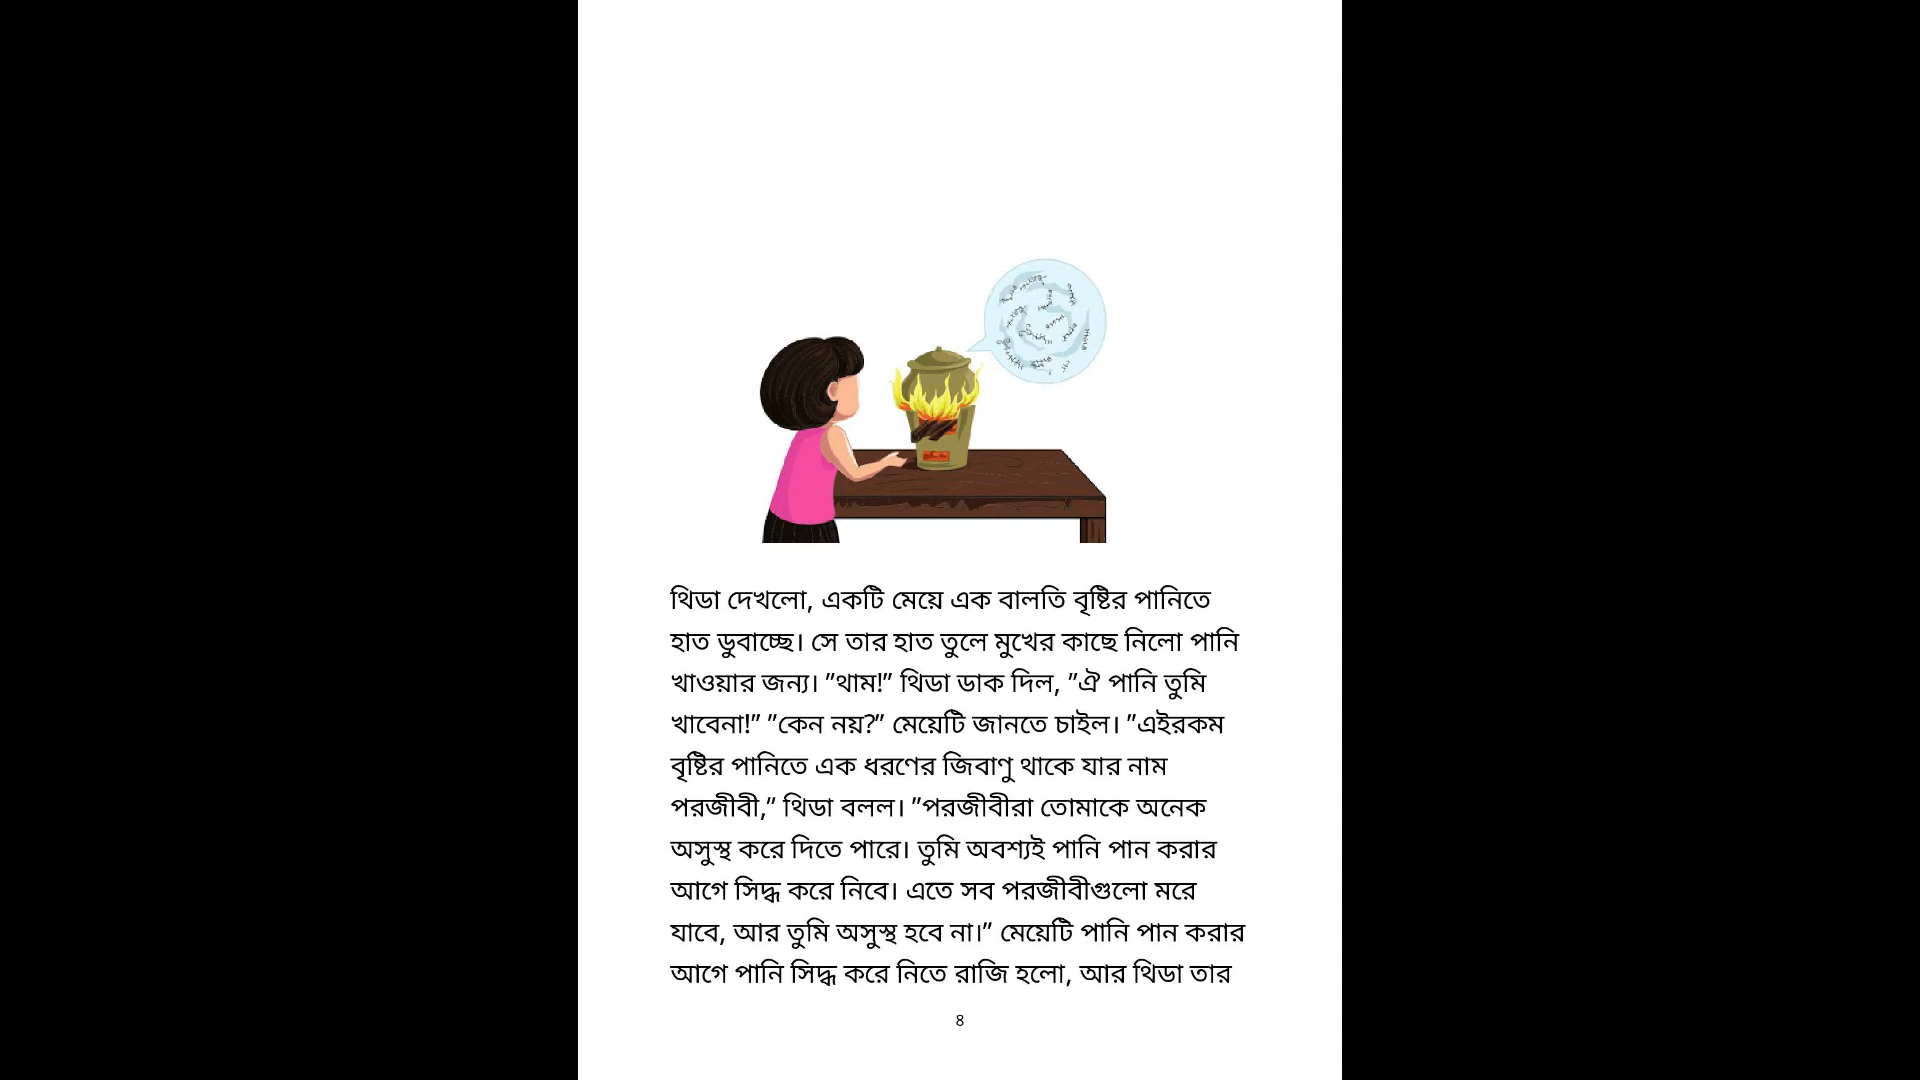 থিডা দেখলো, একটি মেয়ে এক বালতি বৃষ্টির পানিতে
হাত ডুবাচ্ছে। সে তার হাত তুলে মুখের কাছে নিলো পানি
খাওয়ার জন্য। ”থাম!” থিডা ডাক দিল, ”ঐ পানি তুমি
খাবেনা!” ”কেন নয়?” মেয়েটি জানতে চাইল। ”এইরকম
বৃষ্টির পানিতে এক ধরণের জিবাণু থাকে যার নাম
পরজীবী,” থিডা বলল। ”পরজীবীরা তোমাকে অনেক
অসুস্থ করে দিতে পারে। তুমি অবশ্যই পানি পান করার
আগে সিদ্ধ করে নিবে। এতে সব পরজীবীগুলো মরে
যাবে, আর তুমি অসুস্থ হবে না।” মেয়েটি পানি পান করার
আগে পানি সিদ্ধ করে নিতে রাজি হলো, আর থিডা তার
8